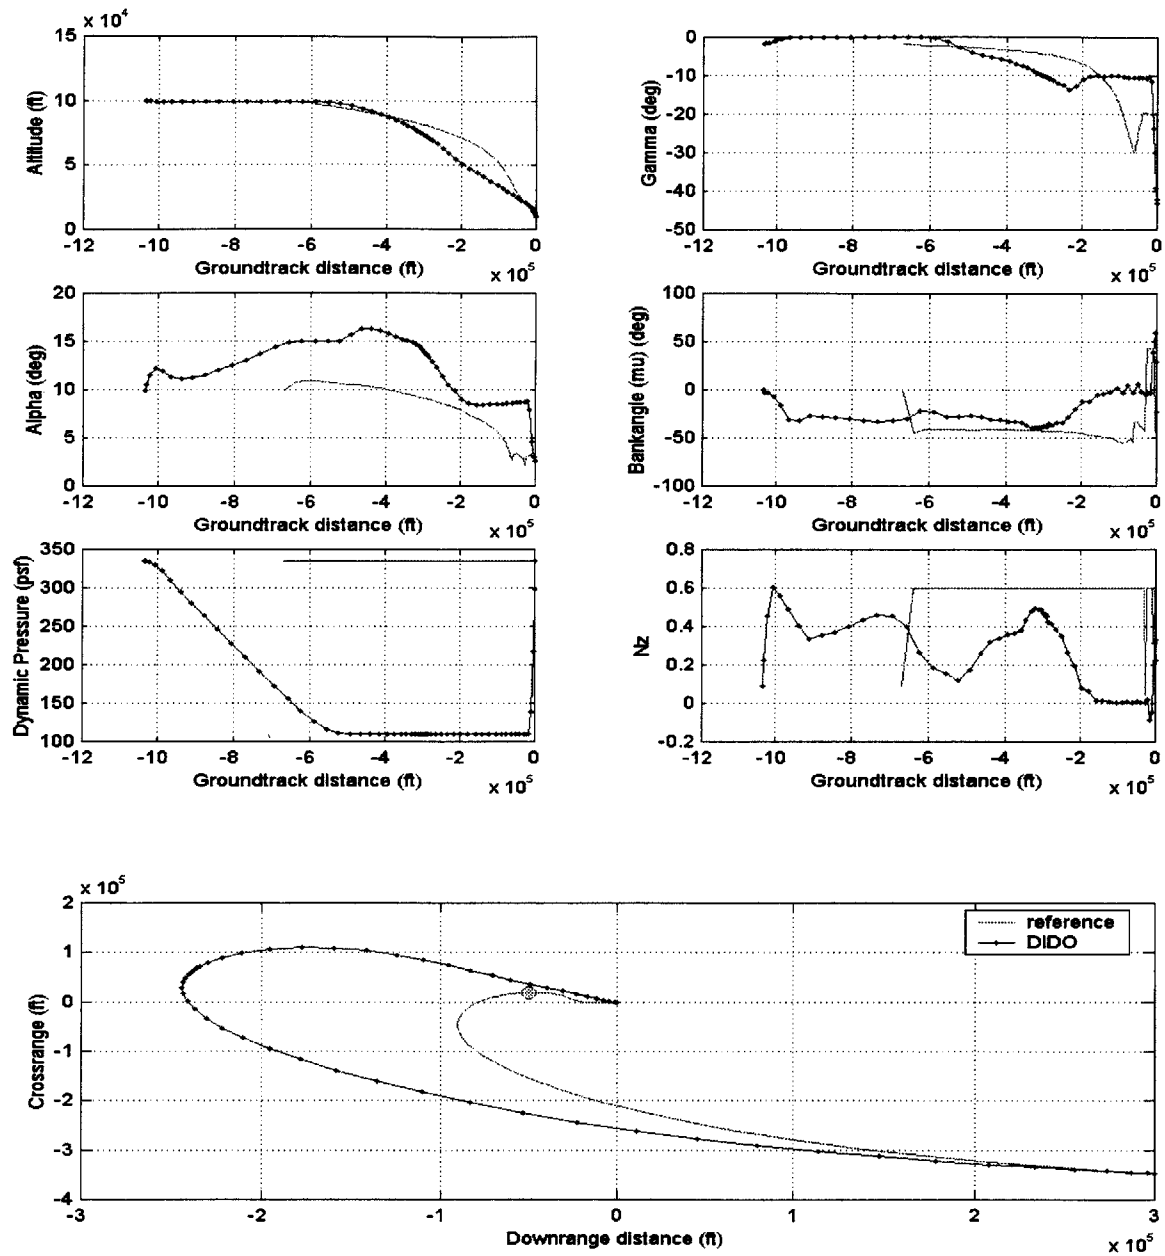 x 10^4
15
10
5
0
Altitude (ft)
-12 -10 -8 -6 -4 -2 0
Groundtrack distance (ft)
x 10^5
0
-10
-20
-30
-40
-50
Gamma (deg)
-12 -10 -8 -6 -4 -2 0
Groundtrack distance (ft)
x 10^5
20
15
10
5
0
Alpha (deg)
-12 -10 -8 -6 -4 -2 0
Groundtrack distance (ft)
x 10^5
100
50
0
-50
-100
Bankangle (mu) (deg)
-12 -10 -8 -6 -4 -2 0
Groundtrack distance (ft)
x 10^5
350
300
250
200
150
100
Dynamic Pressure (psf)
-12 -10 -8 -6 -4 -2 0
Groundtrack distance (ft)
x 10^5
0.8
0.6
0.4
0.2
0
-0.2
Nz
-12 -10 -8 -6 -4 -2 0
Groundtrack distance (ft)
x 10^5
x 10^5
2
1
0
-1
-2
-3
-4
Crossrange (ft)
reference
DIDO
-3 -2 -1 0 1 2 3
Downrange distance (ft)
x 10^5